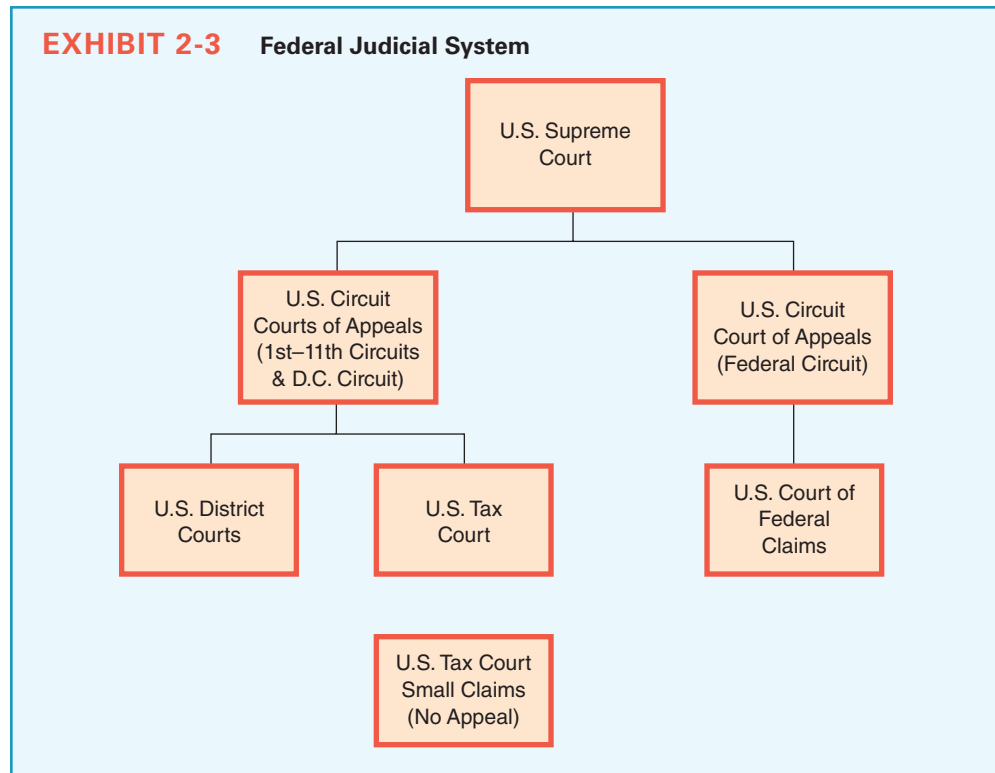 EXHIBIT 2-3 Federal Judicial System
U.S. Supreme
Court
U.S. Circuit
Courts of Appeals
(1st–11th Circuits
& D.C. Circuit)
U.S. Circuit
Court of Appeals
(Federal Circuit)
U.S. District
Courts
U.S. Tax
Court
U.S. Court of
Federal
Claims
U.S. Tax Court
Small Claims
(No Appeal)